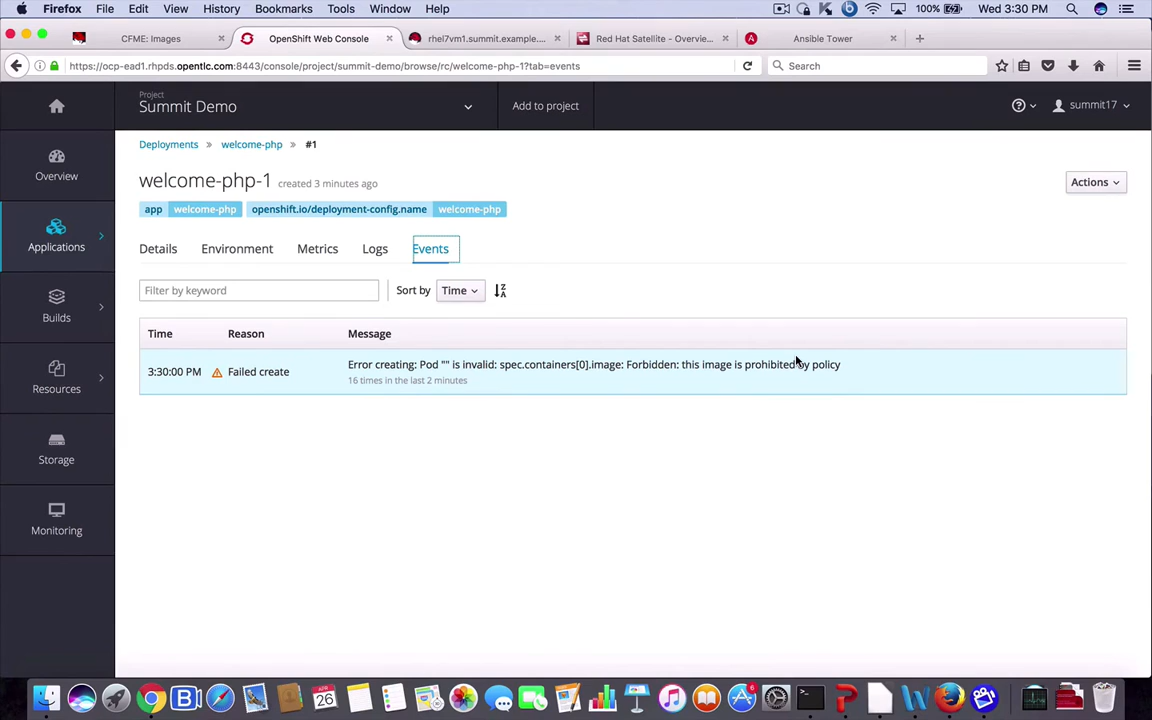 Firefox File Edit View History Bookmarks Tools Window Help 100% Wed 3:30 PM
CFME: Images × OpenShift Web Console × rhel7vm1.summit.example.... × Red Hat Satellite - Overvie... × Ansible Tower × +
https://ocp-ead1.rhpds.opentlc.com:8443/console/project/summit-demo/browse/rc/welcome-php-1?tab=events Search
Project
Summit Demo Add to project summit17
Overview
Applications
Builds
Resources
Storage
Monitoring
Deployments » welcome-php » #1
welcome-php-1 created 3 minutes ago Actions
app welcome-php openshift.io/deployment-config.name welcome-php
Details Environment Metrics Logs Events
Filter by keyword Sort by Time
Time Reason Message
3:30:00 PM Failed create Error creating: Pod "" is invalid: spec.containers[0].image: Forbidden: this image is prohibited by policy
16 times in the last 2 minutes